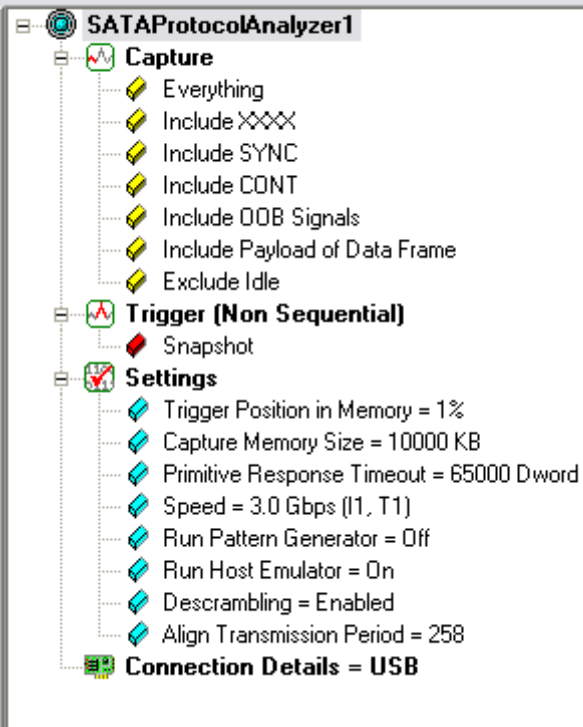 SATAProtocolAnalyzer1
Capture
Everything
Include XXXX
Include SYNC
Include CONT
Include OOB Signals
Include Payload of Data Frame
Exclude Idle
Trigger (Non Sequential)
Snapshot
Settings
Trigger Position in Memory = 1%
Capture Memory Size = 10000 KB
Primitive Response Timeout = 65000 Dword
Speed = 3.0 Gbps (I1, T1)
Run Pattern Generator = Off
Run Host Emulator = On
Descrambling = Enabled
Align Transmission Period = 258
Connection Details = USB